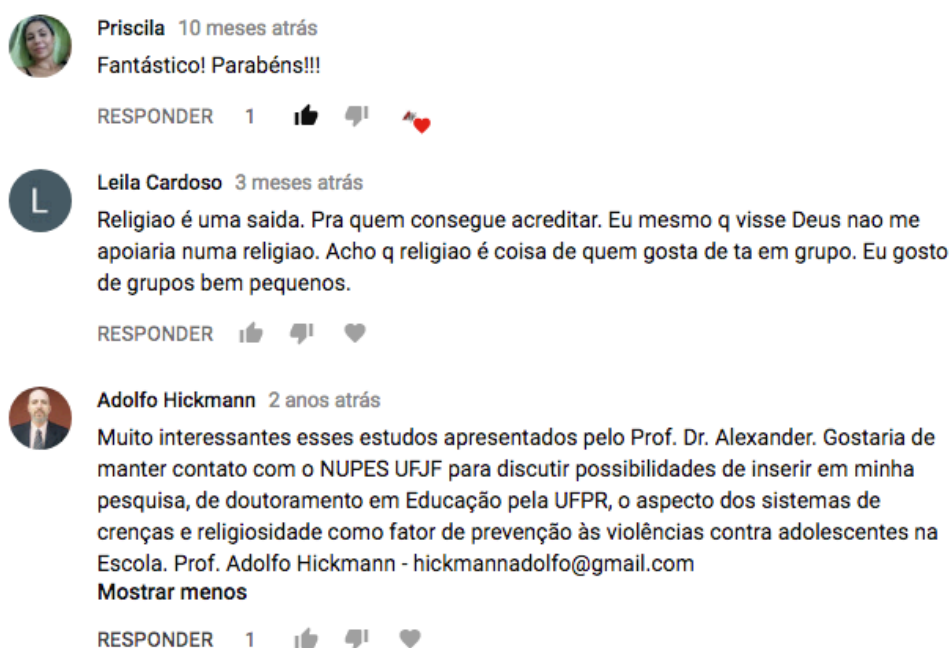 Priscila 10 meses atrás
Fantástico! Parabéns!!!
RESPONDER 1
L
Leila Cardoso 3 meses atrás
Religiao é uma saida. Pra quem consegue acreditar. Eu mesmo q visse Deus nao me
apoiaria numa religiao. Acho q religiao é coisa de quem gosta de ta em grupo. Eu gosto
de grupos bem pequenos.
RESPONDER
Adolfo Hickmann 2 anos atrás
Muito interessantes esses estudos apresentados pelo Prof. Dr. Alexander. Gostaria de
manter contato com o NUPES UFJF para discutir possibilidades de inserir em minha
pesquisa, de doutoramento em Educação pela UFPR, o aspecto dos sistemas de
crenças e religiosidade como fator de prevenção às violências contra adolescentes na
Escola. Prof. Adolfo Hickmann - hickmannadolfo@gmail.com
Mostrar menos
RESPONDER 1